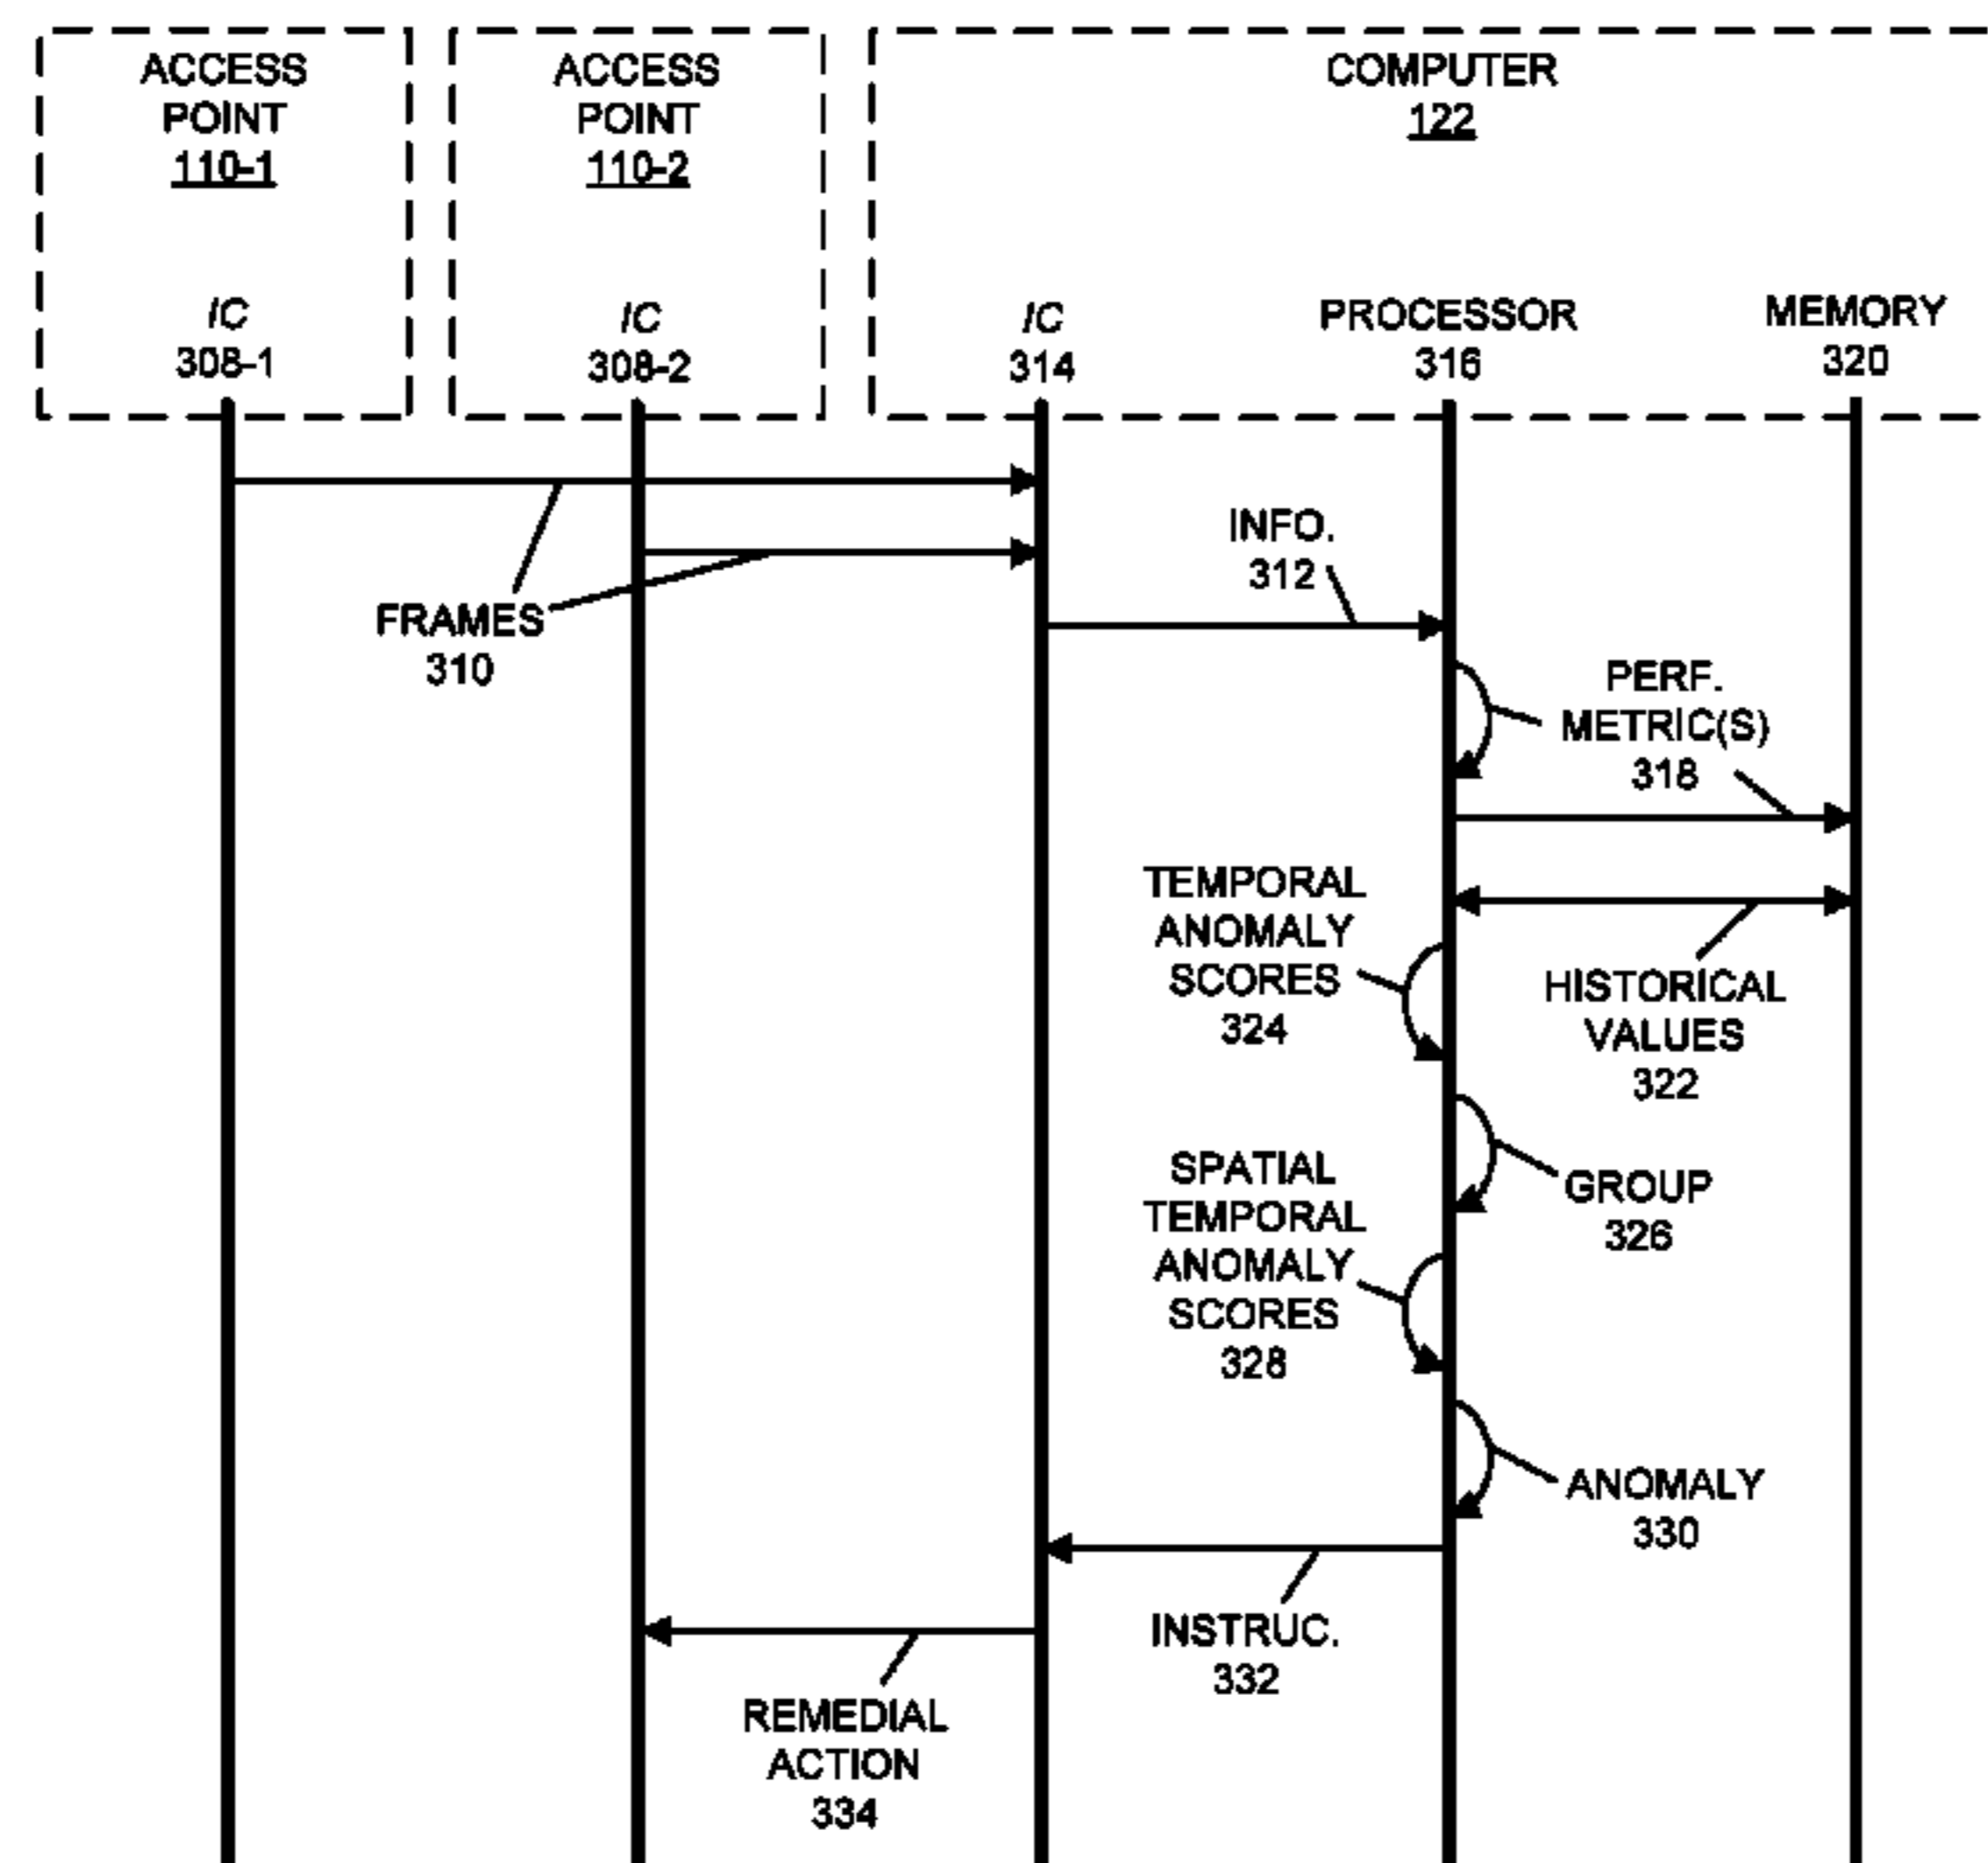 ACCESS
POINT
110-1
ACCESS
POINT
110-2
COMPUTER
122
IC
308-1
IC
308-2
IC
314
PROCESSOR
316
MEMORY
320
INFO.
312
FRAMES
310
PERF.
METRIC(S)
318
TEMPORAL
ANOMALY
SCORES
324
HISTORICAL
VALUES
322
SPATIAL
TEMPORAL
ANOMALY
SCORES
328
GROUP
326
ANOMALY
330
INSTRUC.
332
REMEDIAL
ACTION
334